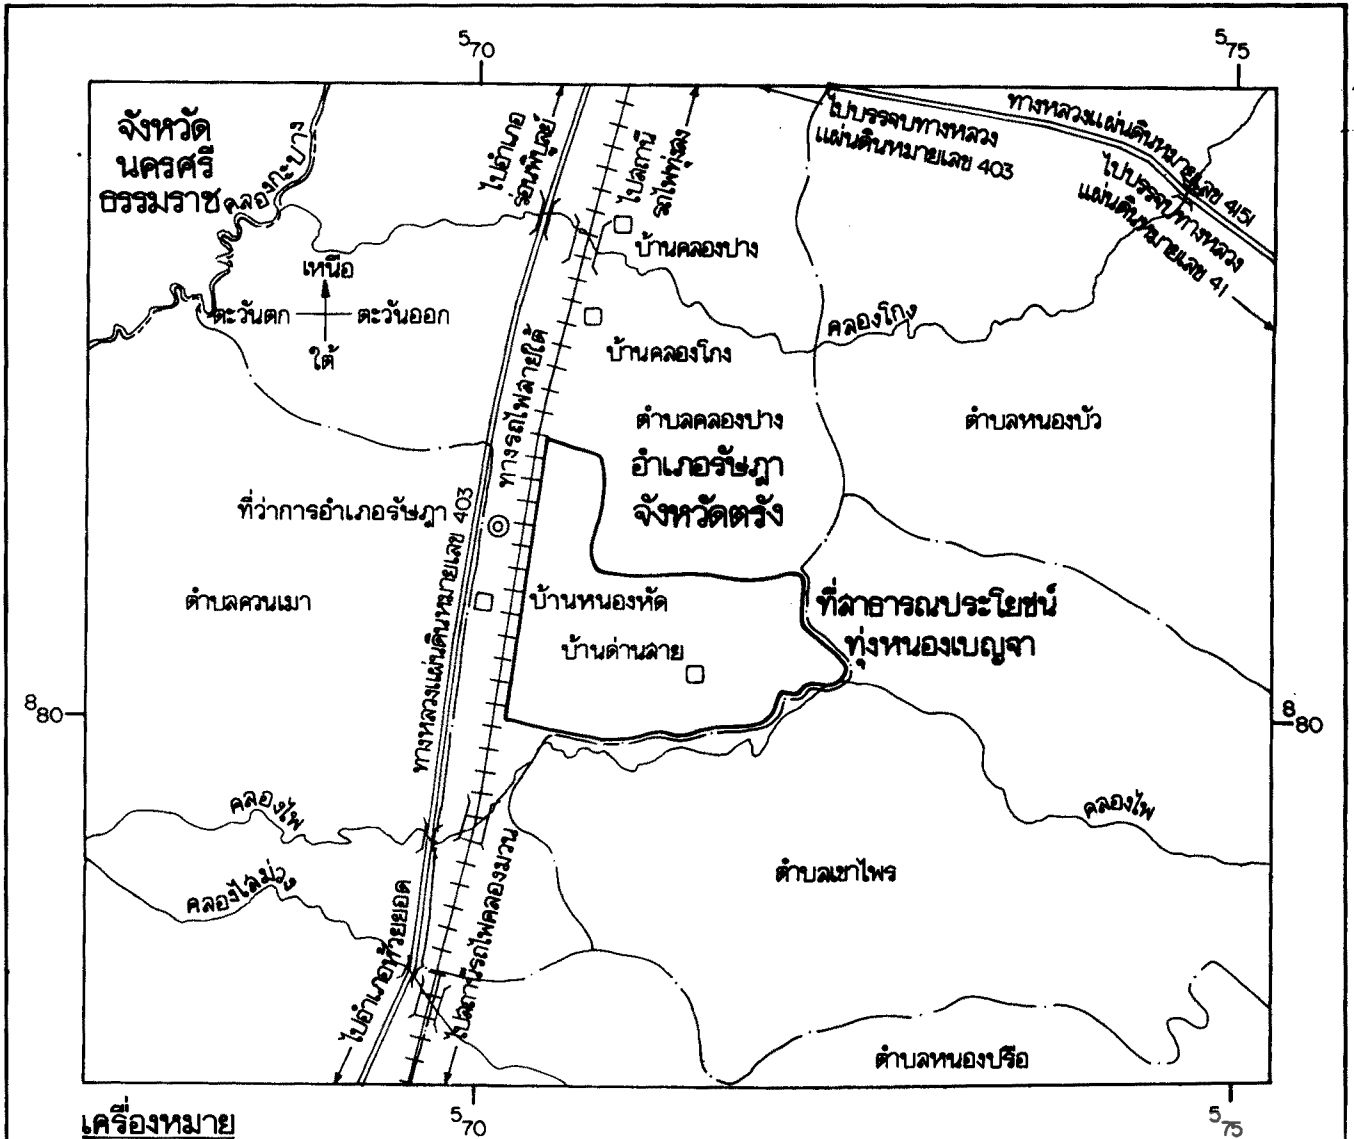 570
575
จังหวัด
นครศรี
ธรรมราช
คลองกะปาง
ไปอำเภอ
ร่อนพิบูลย์
ไปสถานี
รถไฟทุ่งสง
ไปบรรจบทางหลวง
แผ่นดินหมายเลข 403
ทางหลวงแผ่นดินหมายเลข 4151
ไปบรรจบทางหลวง
แผ่นดินหมายเลข 41
บ้านคลองปาง
เหนือ
ตะวันตก
ตะวันออก
ใต้
คลองโกง
บ้านคลองโกง
ทางรถไฟสายใต้
ตำบลคลองปาง
ตำบลหนองบัว
อำเภอรัษฎา
จังหวัดตรัง
ที่ว่าการอำเภอรัษฎา
ทางหลวงแผ่นดินหมายเลข 403
ตำบลควนเมา
บ้านหนองหัด
ที่สาธารณประโยชน์
ทุ่งหนองเบญจา
บ้านด่านสาย
880
880
คลองไพ
คลองไพ
คลองไสม่วง
ตำบลเขาไพร
ไปอำเภอห้วยยอด
ไปสถานีรถไฟคลองมวน
ตำบลหนองปรือ
570
575
เครื่องหมาย